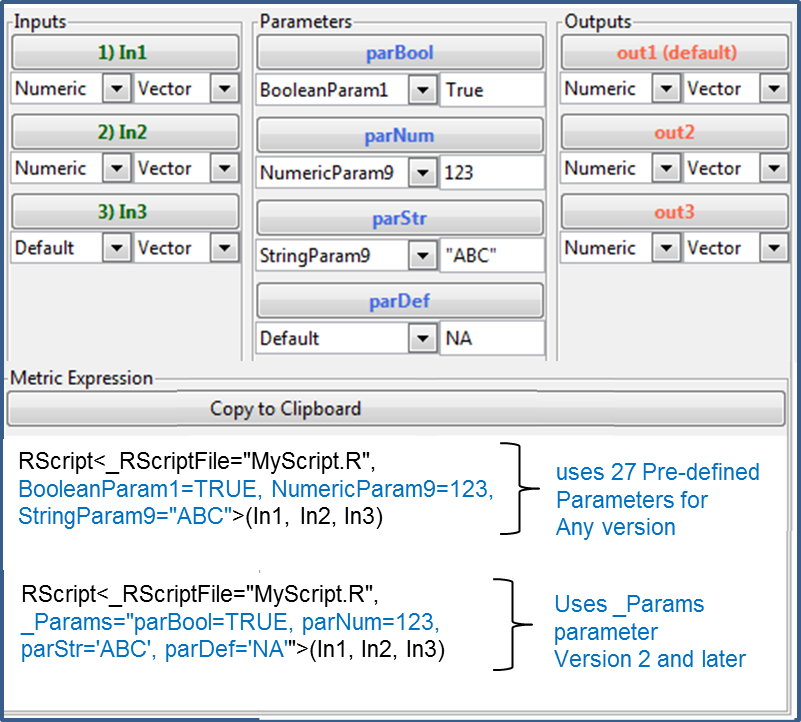 Inputs
1) In1
Numeric Vector
2) In2
Numeric Vector
3) In3
Default Vector
Parameters
parBool
BooleanParam1 True
parNum
NumericParam9 123
parStr
StringParam9 "ABC"
parDef
Default NA
Outputs
out1 (default)
Numeric Vector
out2
Numeric Vector
out3
Numeric Vector
Metric Expression
Copy to Clipboard
RScript<_RScriptFile="MyScript.R",
BooleanParam1=TRUE, NumericParam9=123,
StringParam9="ABC">(In1, In2, In3)
uses 27 Pre-defined
Parameters for
Any version
RScript<_RScriptFile="MyScript.R",
_Params="parBool=TRUE, parNum=123,
parStr='ABC', parDef='NA'">(In1, In2, In3)
Uses _Params
parameter
Version 2 and later